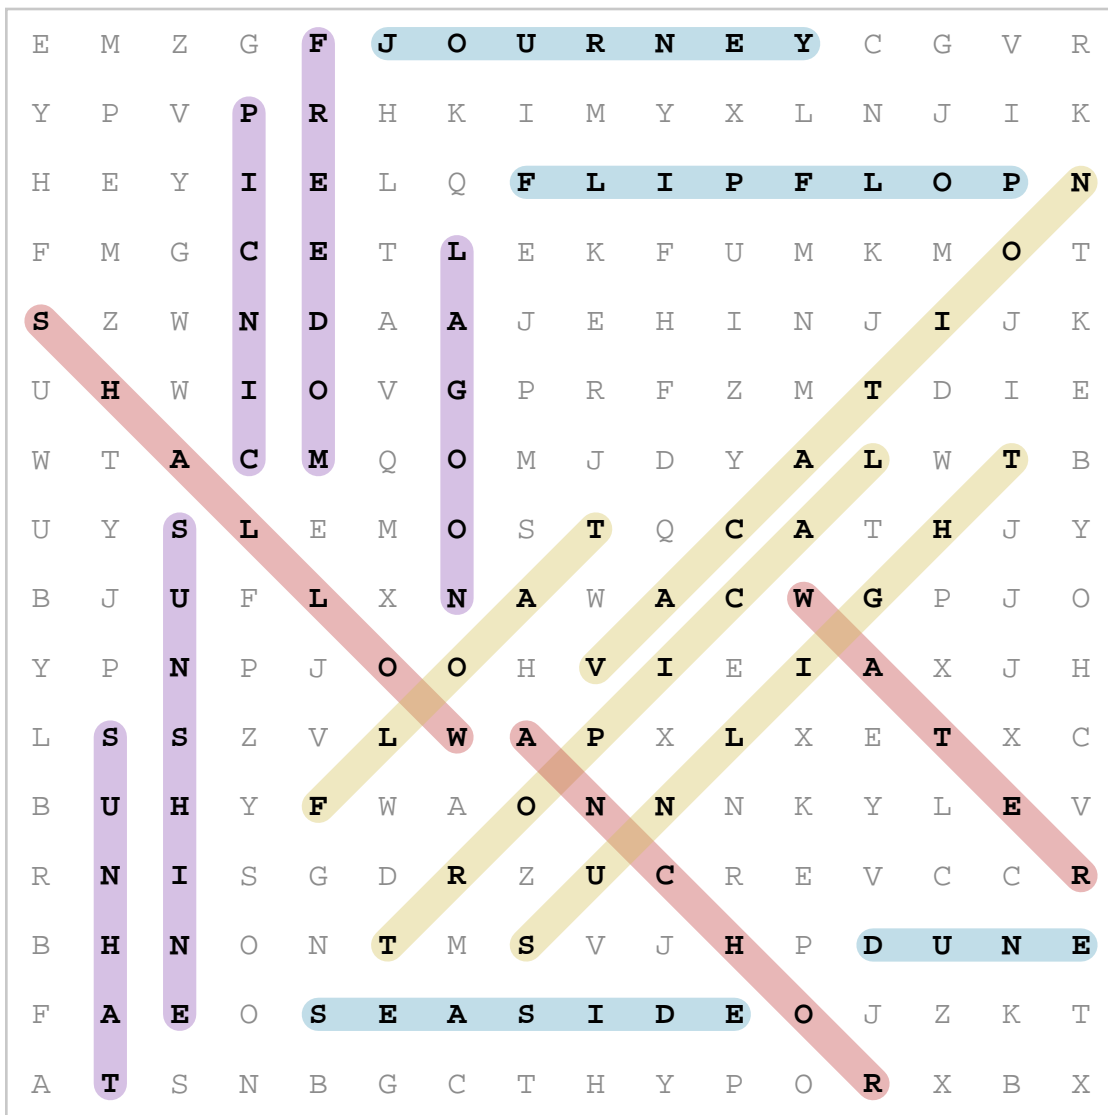 E M Z G F J O U R N E Y C G V R
Y P V P R H K I M Y X L N J I K
H E Y I E L Q F L I P F L O P N
F M G C E T L E K F U M K M O T
S Z W N D A A J E H I N J I J K
U H W I O V G P R F Z M T D I E
W T A C M Q O M J D Y A L W T B
U Y S L E M O S T Q C A T H J Y
B J U F L X N A W A C W G P J O
Y P N P J O O H V I E I A X J H
L S S Z V L W A P X L X E T X C
B U H Y F W A O N N N K Y L E V
R N I S G D R Z U C R E V C C R
B H N O N T M S V J H P D U N E
F A E O S E A S I D E O J Z K T
A T S N B G C T H Y P O R X B X